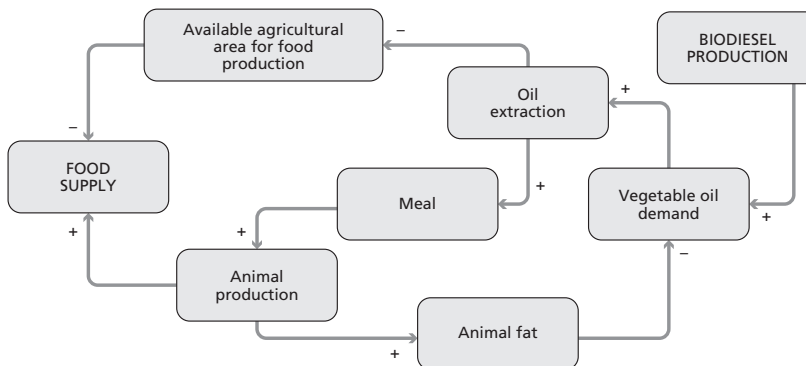 Available agricultural
area for food
production
−
BIODIESEL
PRODUCTION
Oil
extraction
+
+
−
FOOD
SUPPLY
+
Meal
Vegetable oil
demand
+
+
+
−
Animal
production
Animal fat
+